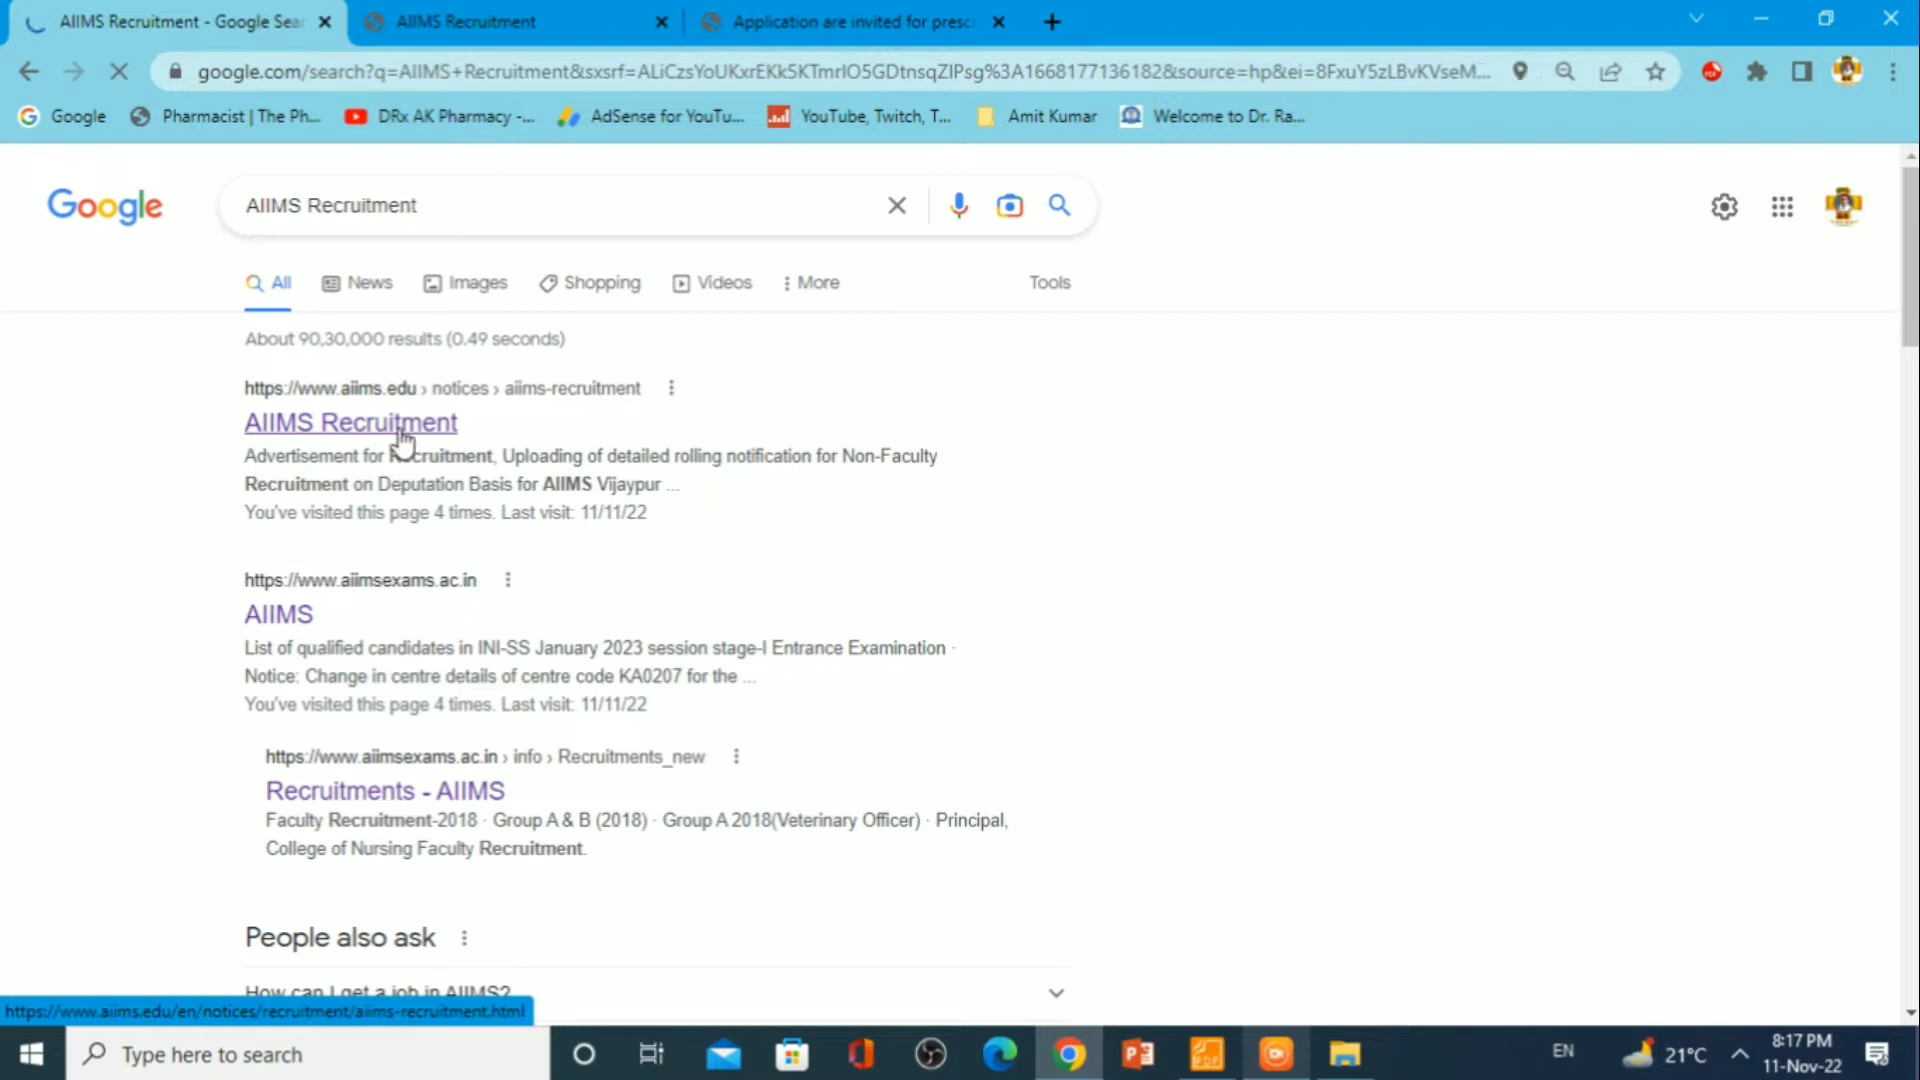 AIIMS Recruitment - Google Sear
AIIMS Recruitment
Application are invited for presc
google.com/search?q=AIIMS+Recruitment&sxsrf=ALiCzsYoUKxrEKk5KTmrIO5GDtnsqZIPsg%3A1668177136182&source=hp&ei=8FxuY5zLBvKVseM...
Google
Pharmacist | The Ph...
DRx AK Pharmacy -...
AdSense for YouTu...
YouTube, Twitch, T...
Amit Kumar
Welcome to Dr. Ra...
Google
AIIMS Recruitment
All
News
Images
Shopping
Videos
More
Tools
About 90,30,000 results (0.49 seconds)
https://www.aiims.edu › notices › aiims-recruitment
AIIMS Recruitment
Advertisement for Recruitment, Uploading of detailed rolling notification for Non-Faculty
Recruitment on Deputation Basis for AIIMS Vijaypur ...
You've visited this page 4 times. Last visit: 11/11/22
https://www.aiimsexams.ac.in
AIIMS
List of qualified candidates in INI-SS January 2023 session stage-I Entrance Examination ·
Notice: Change in centre details of centre code KA0207 for the ...
You've visited this page 4 times. Last visit: 11/11/22
https://www.aiimsexams.ac.in › info › Recruitments_new
Recruitments - AIIMS
Faculty Recruitment-2018 · Group A & B (2018) · Group A 2018(Veterinary Officer) · Principal,
College of Nursing Faculty Recruitment.
People also ask
How can I get a job in AIIMS?
https://www.aiims.edu/en/notices/recruitment/aiims-recruitment.html
Type here to search
EN
21°C
8:17 PM
11-Nov-22